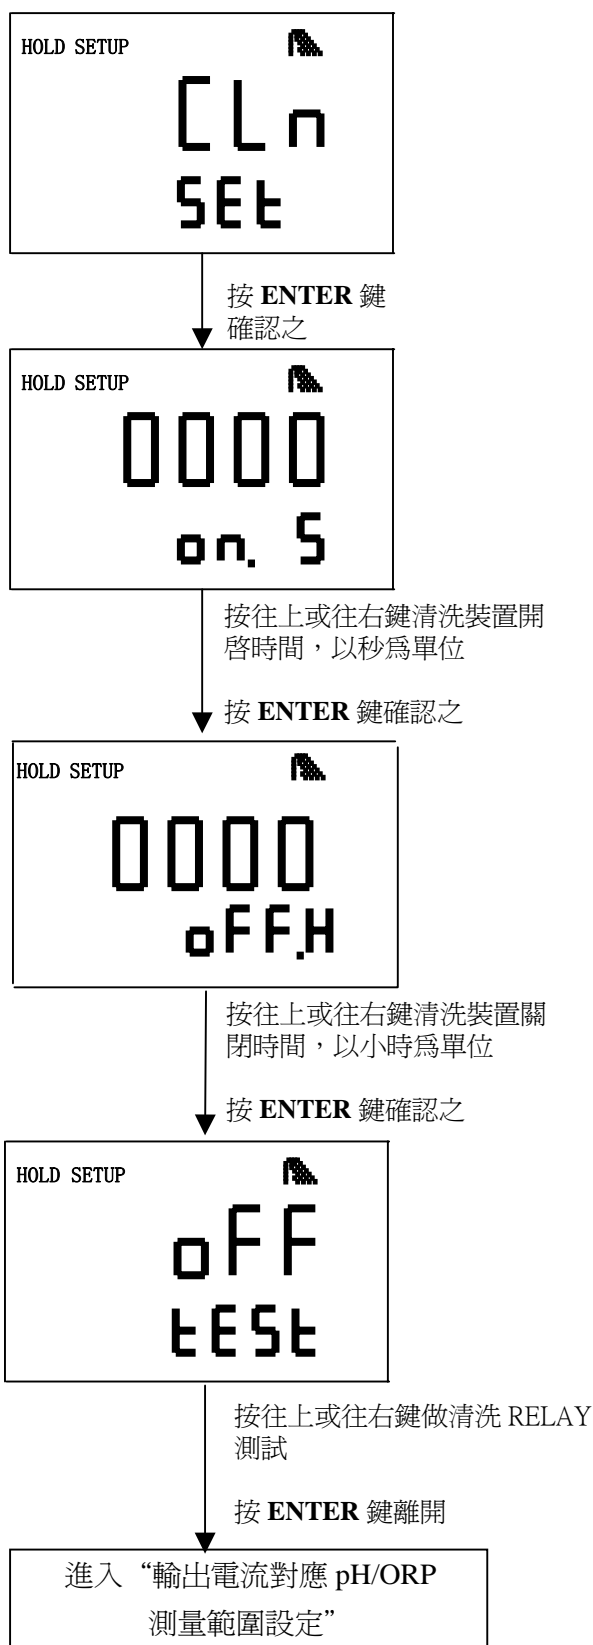 HOLD SETUP
CLn
SEt
按 ENTER 鍵
確認之
HOLD SETUP
0000
on. S
按往上或往右鍵清洗裝置開
啓時間，以秒爲單位
按 ENTER 鍵確認之
HOLD SETUP
0000
oFF.H
按往上或往右鍵清洗裝置關
閉時間，以小時爲單位
按 ENTER 鍵確認之
HOLD SETUP
oFF
tESt
按往上或往右鍵做清洗 RELAY
測試
按 ENTER 鍵離開
進入“輸出電流對應 pH/ORP
測量範圍設定”